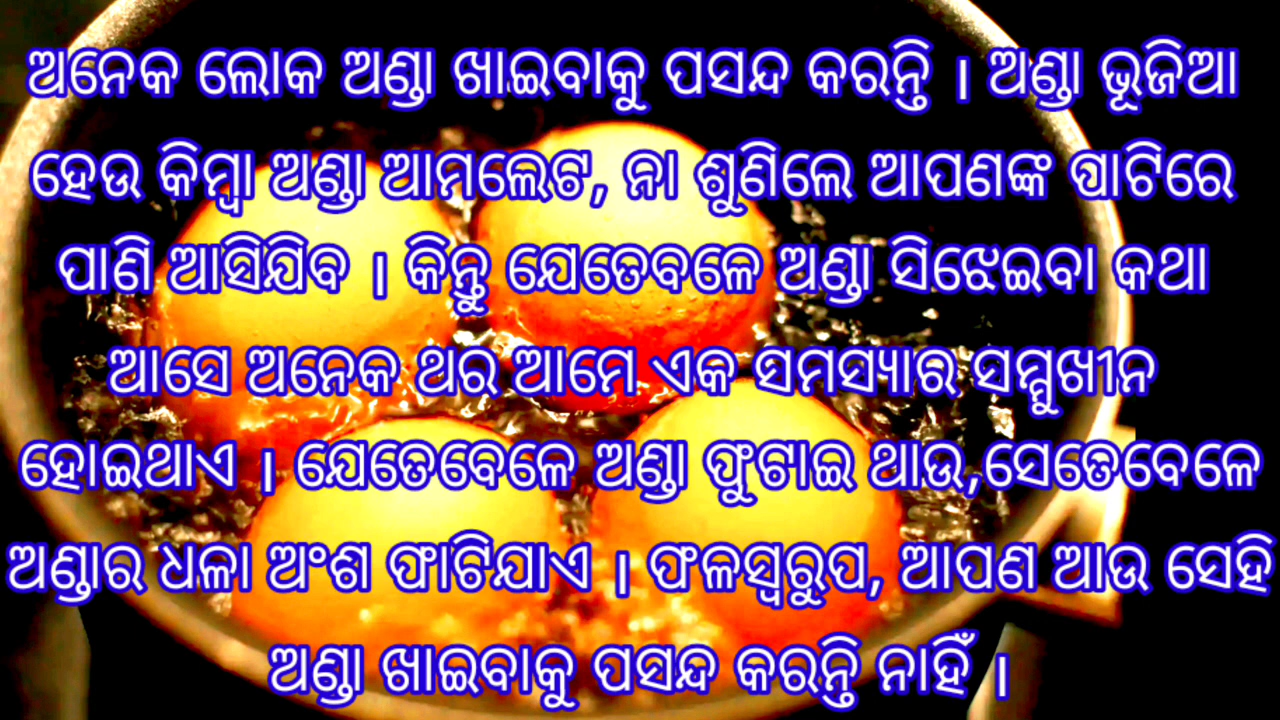 ଅନେକ ଲୋକ ଅଣ୍ଡା ଖାଇବାକୁ ପସନ୍ଦ କରନ୍ତି । ଅଣ୍ଡା ଭୂଜିଆ
ହେଉ କିମ୍ବା ଅଣ୍ଡା ଆମଲେଟ, ନା ଶୁଣିଲେ ଆପଣଙ୍କ ପାଟିରେ
ପାଣି ଆସିଯିବ । କିନ୍ତୁ ଯେତେବଳେ ଅଣ୍ଡା ସିଝେଇବା କଥା
ଆସେ ଅନେକ ଥର ଆମେ ଏକ ସମସ୍ୟାର ସମ୍ମୁଖୀନ
ହୋଇଥାଏ । ଯେତେବେଳେ ଅଣ୍ଡା ଫୁଟାଇ ଥାଉ,ସେତେବେଳେ
ଅଣ୍ଡାର ଧଳା ଅଂଶ ଫାଟିଯାଏ । ଫଳସ୍ୱରୁପ, ଆପଣ ଆଉ ସେହି
ଅଣ୍ଡା ଖାଇବାକୁ ପସନ୍ଦ କରନ୍ତି ନାହିଁ ।